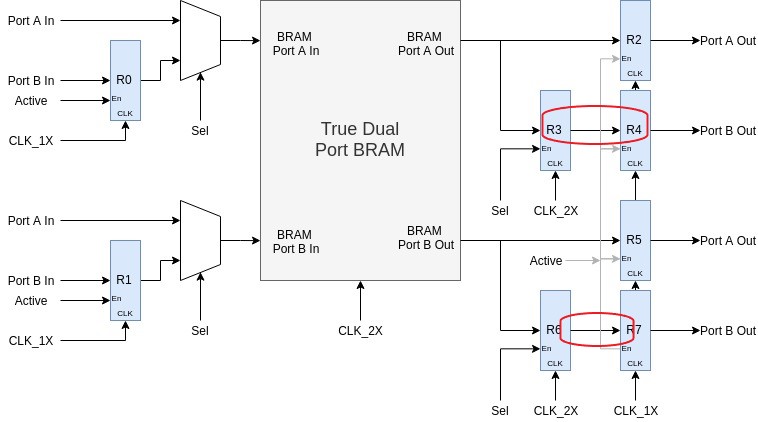 Port A In
Port B In
Active
CLK_1X
R0
En
CLK
Sel
BRAM
Port A In
BRAM
Port A Out
True Dual
Port BRAM
R2
En
CLK
Port A Out
R3
En
CLK
R4
En
CLK
Port B Out
Sel
CLK_2X
Port A In
Port B In
Active
CLK_1X
R1
En
CLK
Sel
BRAM
Port B In
BRAM
Port B Out
CLK_2X
R5
En
CLK
Port A Out
Active
R6
En
CLK
R7
En
CLK
Port B Out
Sel
CLK_2X
CLK_1X